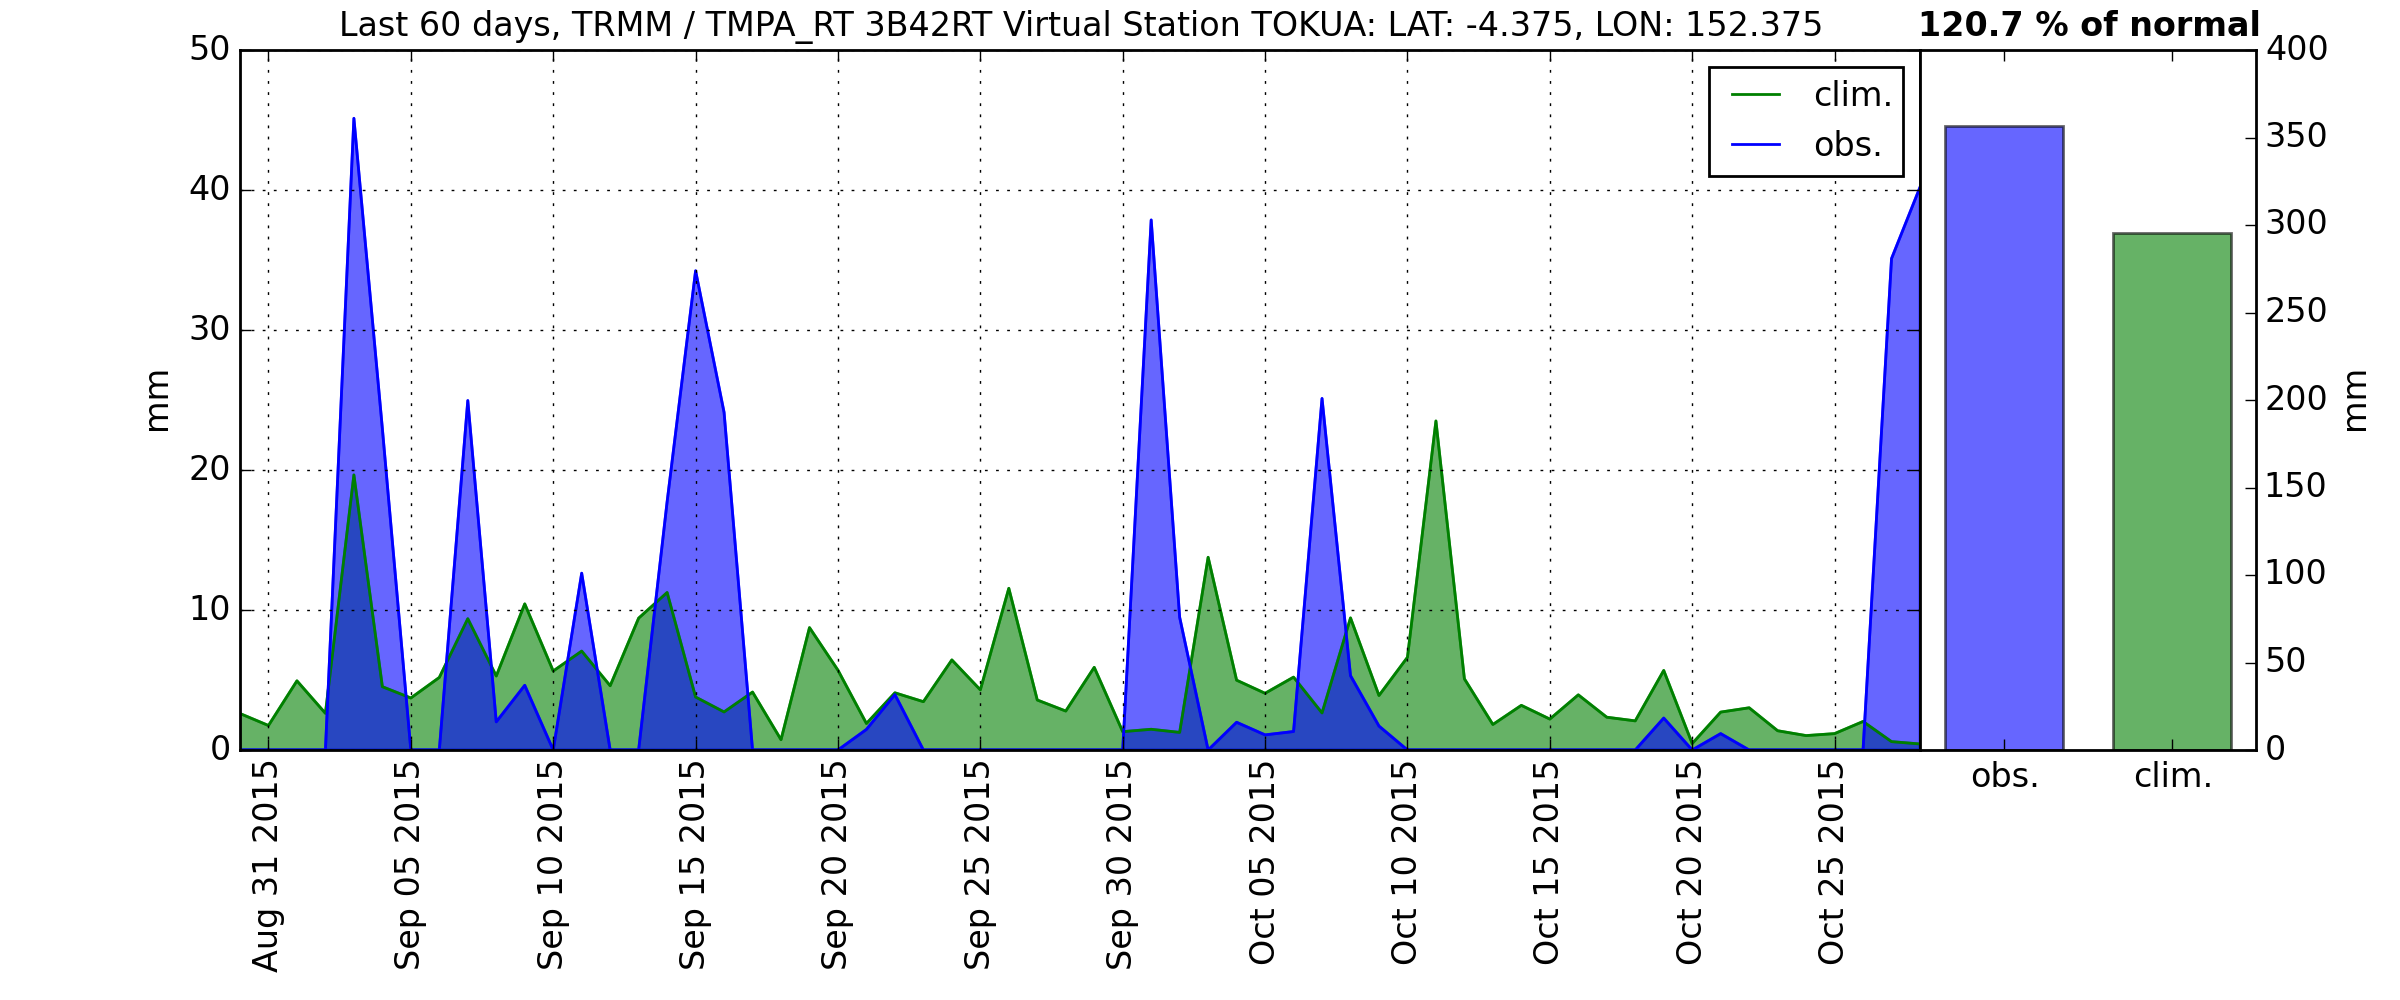 Last 60 days, TRMM / TMPA_RT 3B42RT Virtual Station TOKUA: LAT: -4.375, LON: 152.375
120.7 % of normal
50
40
30
20
10
0
mm
clim.
obs.
Aug 31 2015
Sep 05 2015
Sep 10 2015
Sep 15 2015
Sep 20 2015
Sep 25 2015
Sep 30 2015
Oct 05 2015
Oct 10 2015
Oct 15 2015
Oct 20 2015
Oct 25 2015
obs.
clim.
400
350
300
250
200
150
100
50
0
mm